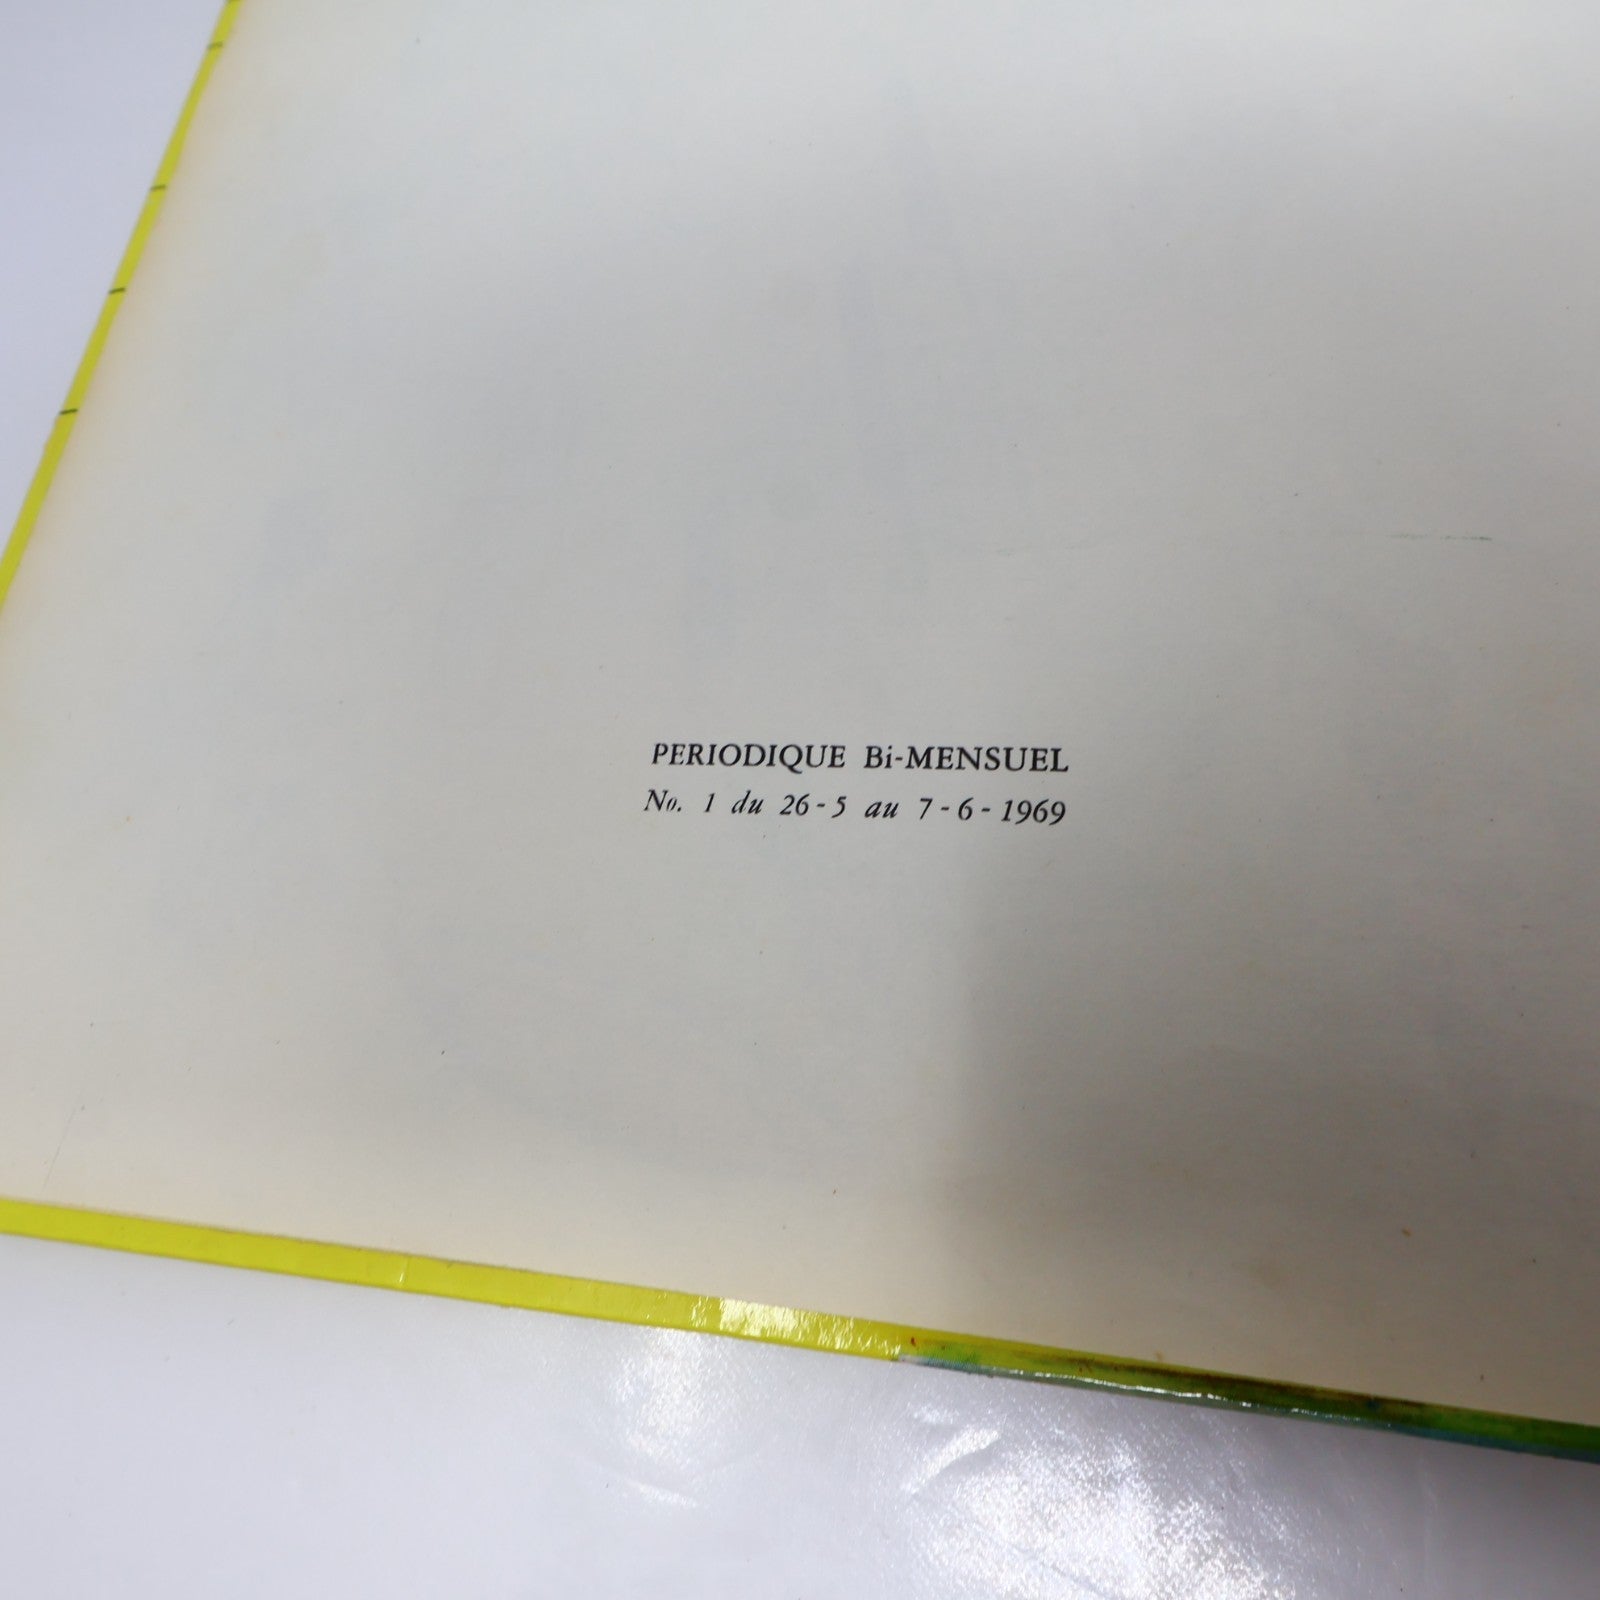 PERIODIQUE Bi-MENSUEL
No. 1 du 26-5 au 7-6-1969